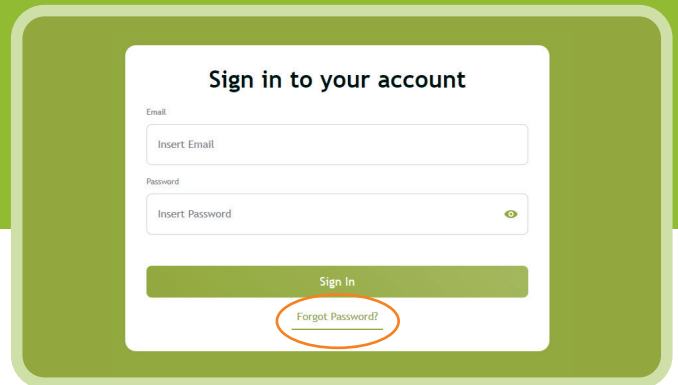 Sign in to your account
Email
Insert Email
Password
Insert Password
Sign In
Forgot Password?